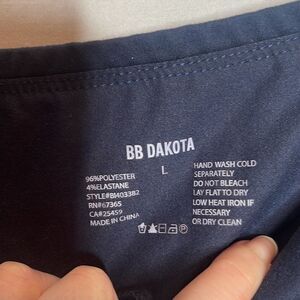 BB DAKOTA
L
96%POLYESTER
4%ELASTANE
STYLE#BI403382
RN#67365
CA#25459
MADE IN CHINA
HAND WASH COLD
SEPARATELY
DO NOT BLEACH
LAY FLAT TO DRY
LOW HEAT IRON IF
NECESSARY
OR DRY CLEAN